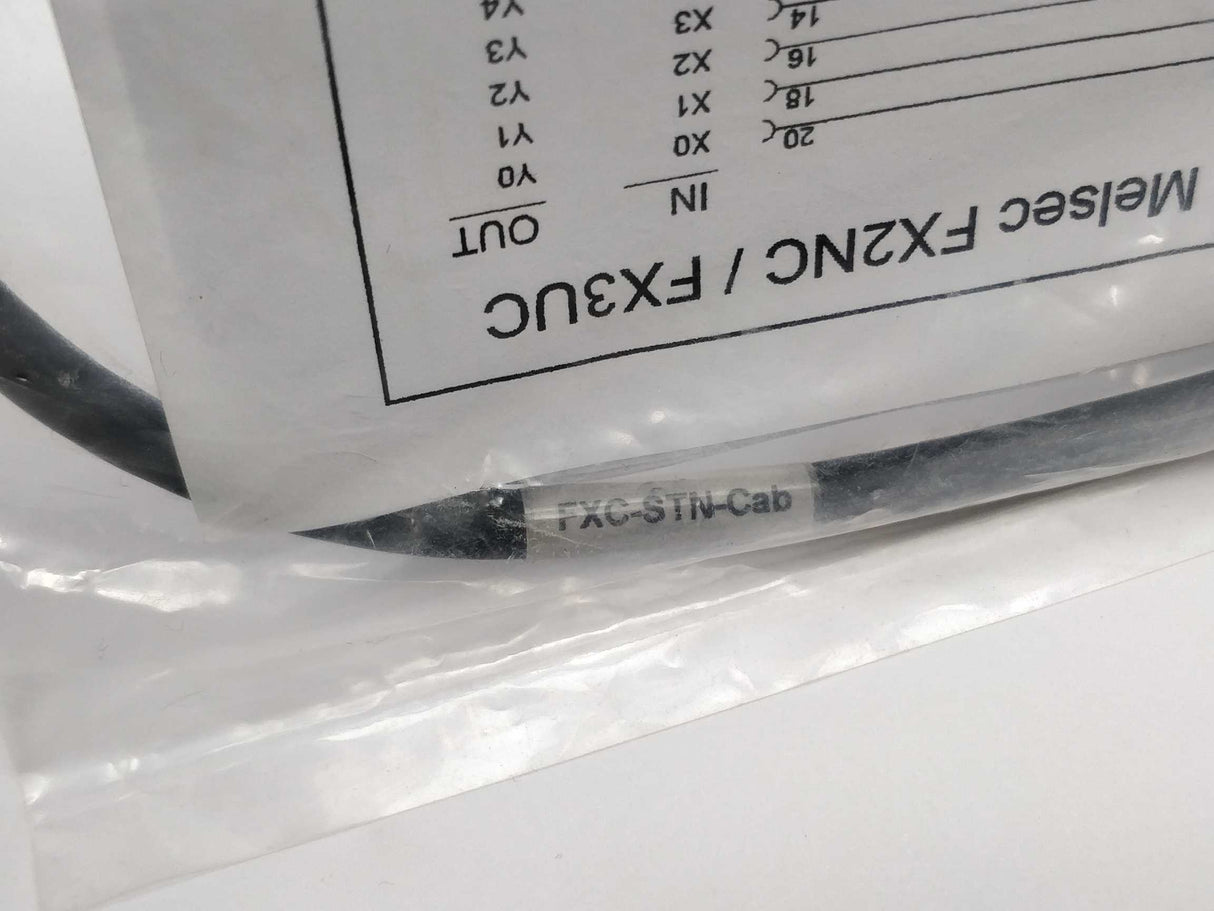 Melsec FX2NC / FX3UC
IN OUT
20 X0 Y0
18 X1 Y1
16 X2 Y2
14 X3 Y3
Y4
FXC-STN-Cab